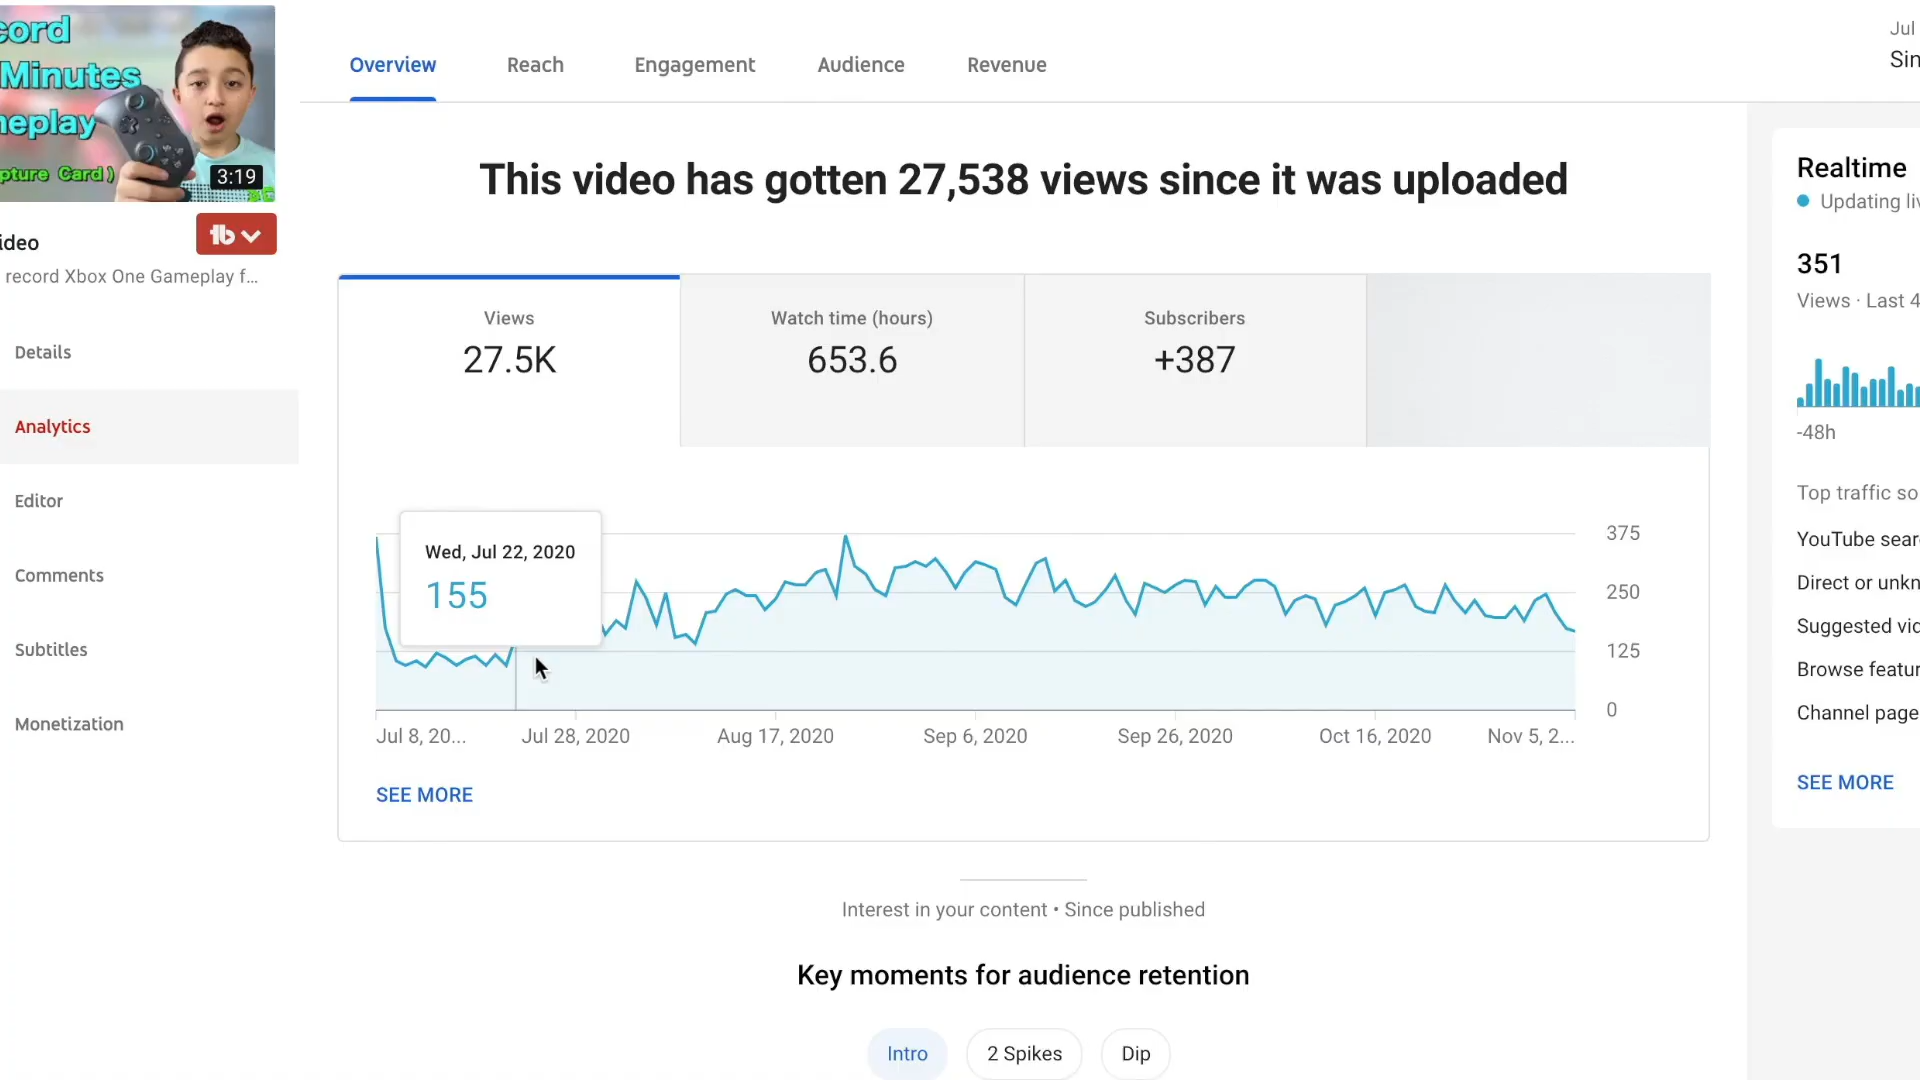 cord
Minutes
neplay
pture Card)
3:19
ideo
record Xbox One Gameplay f...
Details
Analytics
Editor
Comments
Subtitles
Monetization
Overview
Reach
Engagement
Audience
Revenue
This video has gotten 27,538 views since it was uploaded
Views
27.5K
Watch time (hours)
653.6
Subscribers
+387
Wed, Jul 22, 2020
155
375
250
125
0
Jul 8, 20...
Jul 28, 2020
Aug 17, 2020
Sep 6, 2020
Sep 26, 2020
Oct 16, 2020
Nov 5, 2...
SEE MORE
Interest in your content • Since published
Key moments for audience retention
Intro
2 Spikes
Dip
Jul
Sin
Realtime
Updating liv
351
Views · Last 4
-48h
Top traffic so
YouTube sear
Direct or unkn
Suggested vid
Browse featur
Channel page
SEE MORE